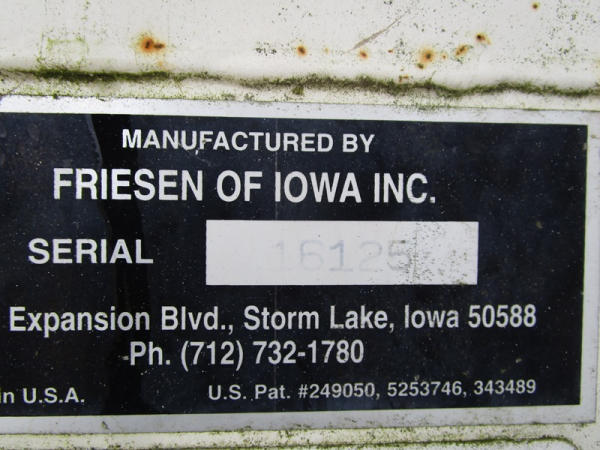 MANUFACTURED BY
FRIESEN OF IOWA INC.
SERIAL 16125
Expansion Blvd., Storm Lake, Iowa 50588
Ph. (712) 732-1780
in U.S.A. U.S. Pat. #249050, 5253746, 343489